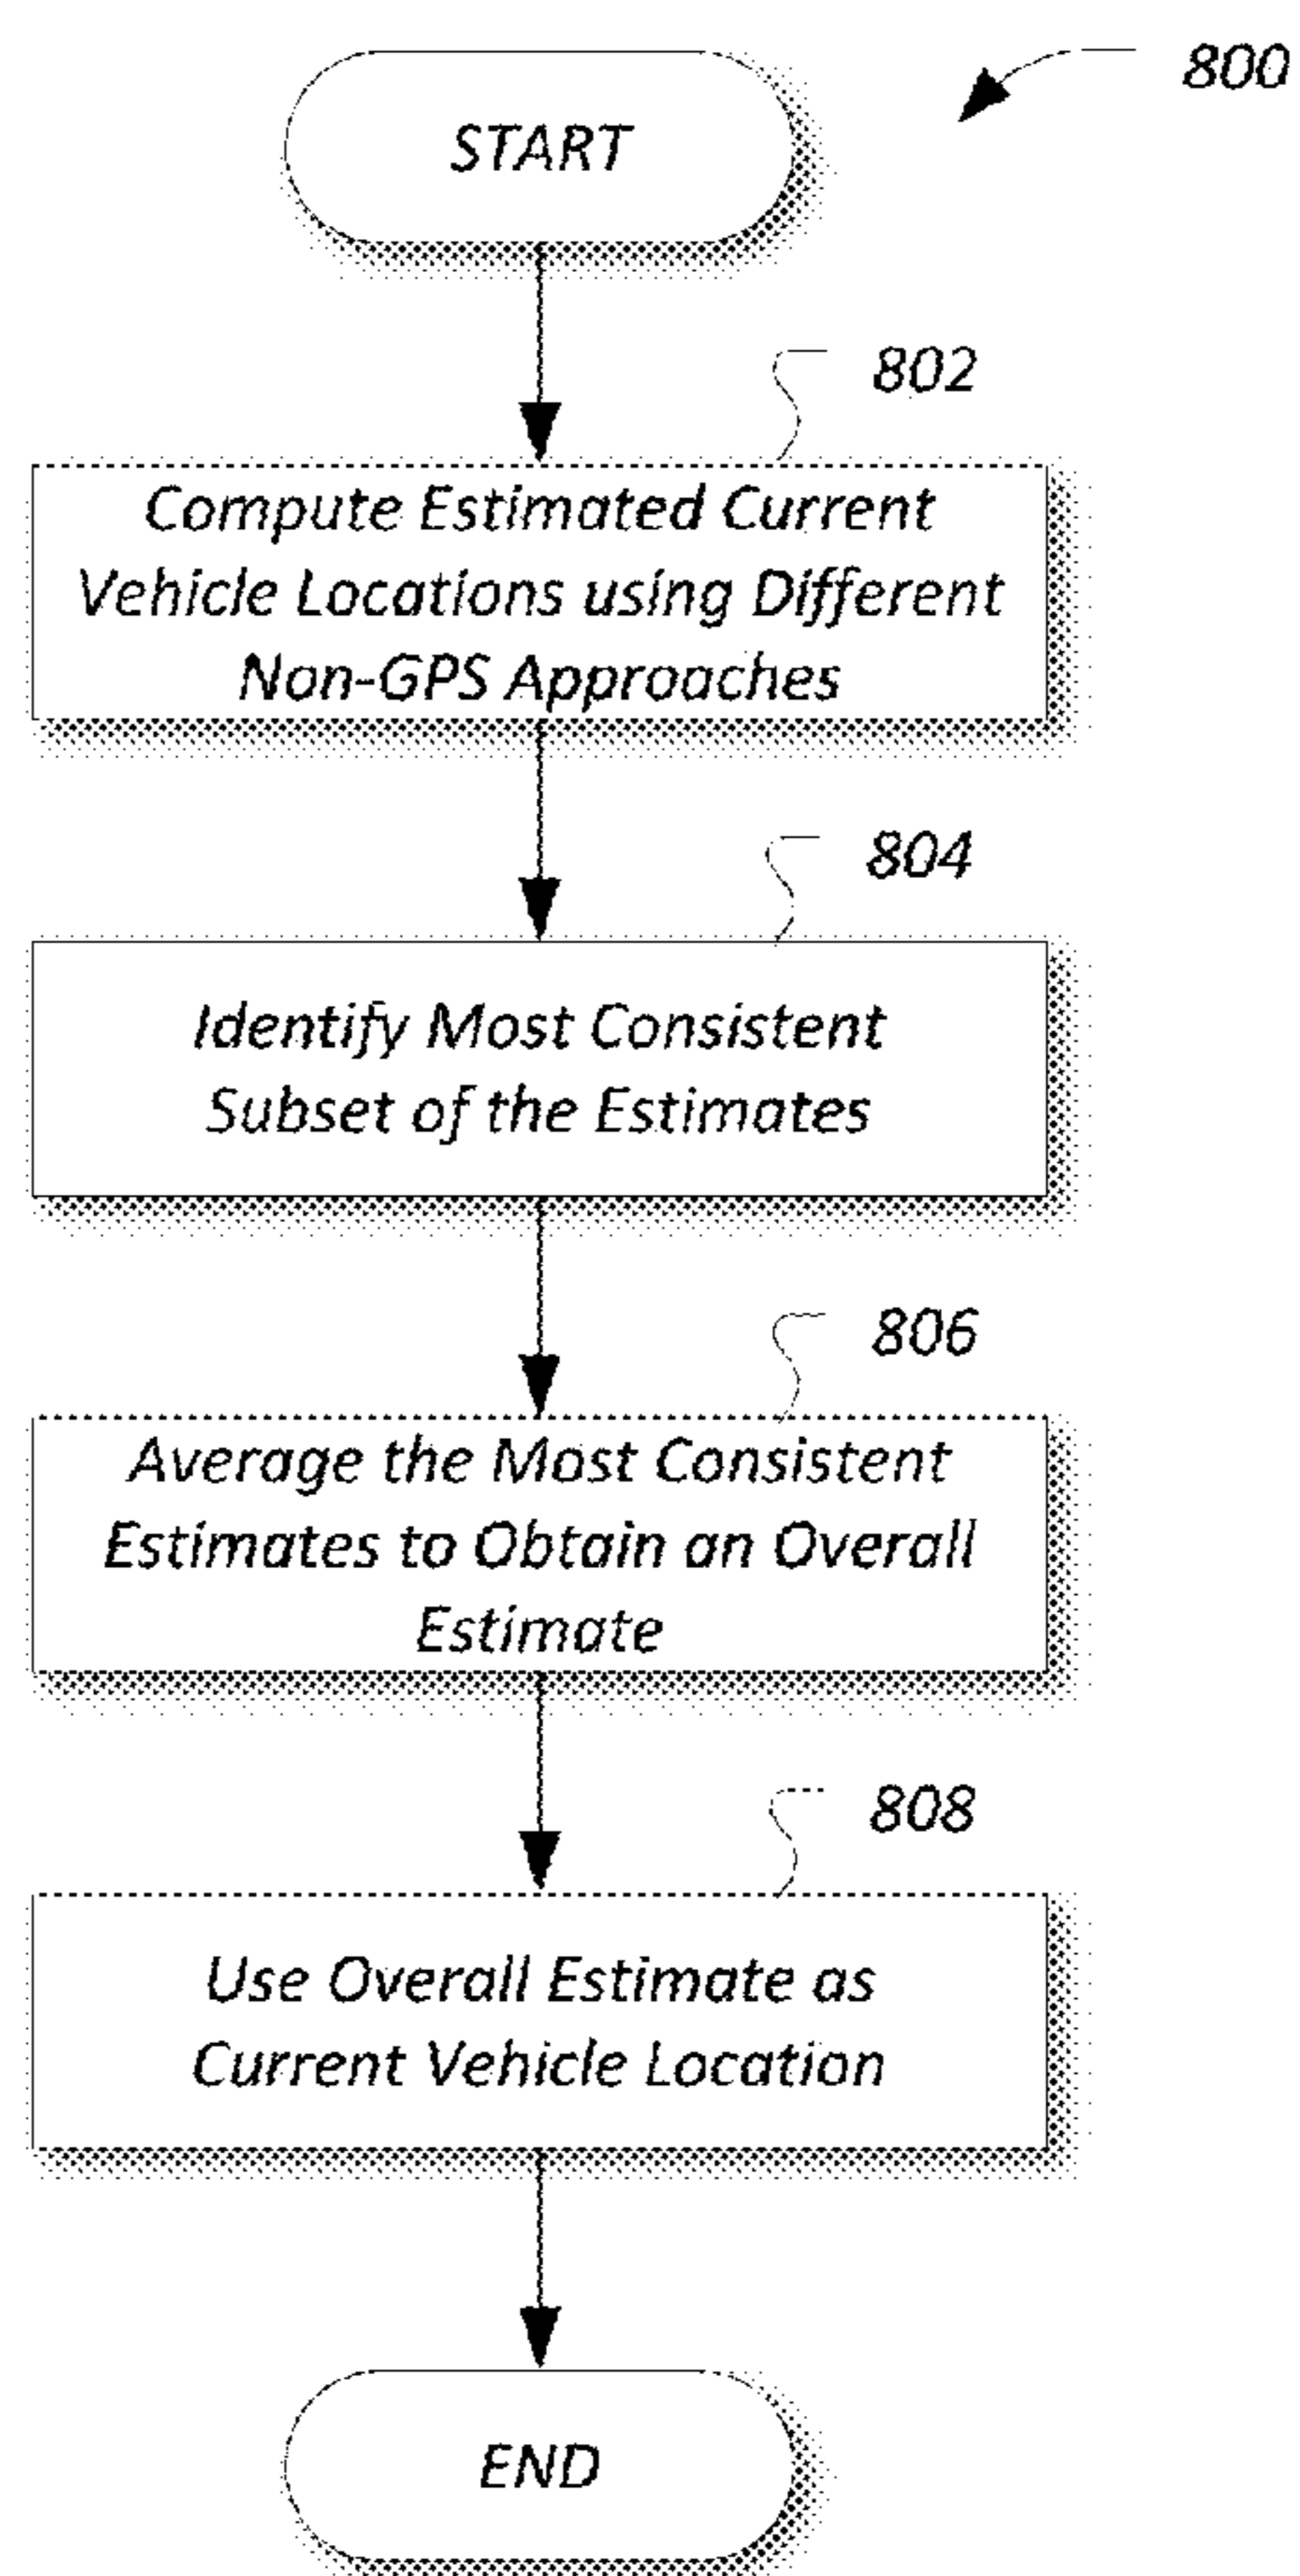 800
START
802
Compute Estimated Current
Vehicle Locations using Different
Non-GPS Approaches
804
Identify Most Consistent
Subset of the Estimates
806
Average the Most Consistent
Estimates to Obtain an Overall
Estimate
808
Use Overall Estimate as
Current Vehicle Location
END